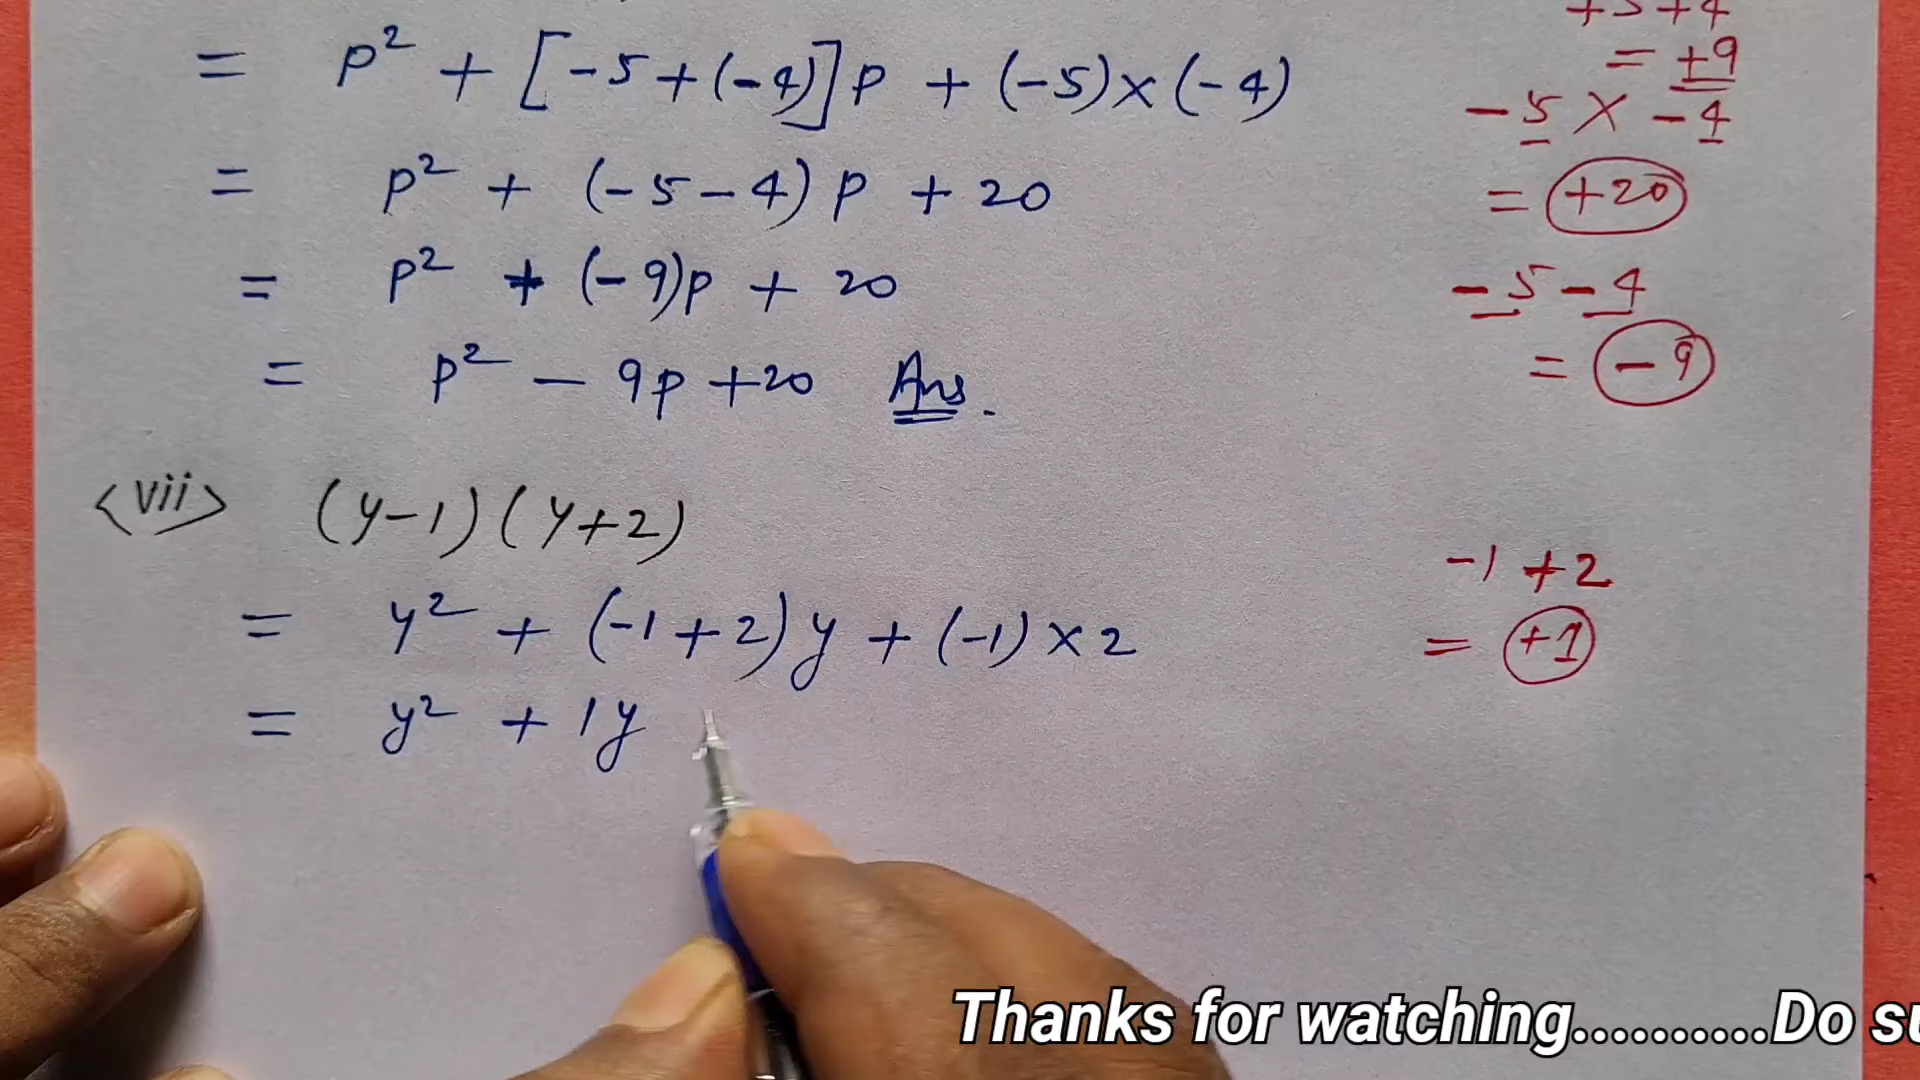 = p² + [-5+(-4)]p + (-5)×(-4)
= p² + (-5-4) p + 20
= p² + (-9)p + 20
= p² - 9p +20 Ans.
<vii> (y-1)(y+2)
= y² + (-1+2)y + (-1)×2
= y² + 1y
+5+4
= +9
-5 × -4
= +20
-5-4
= -9
-1 +2
= +1
Thanks for watching..........Do su